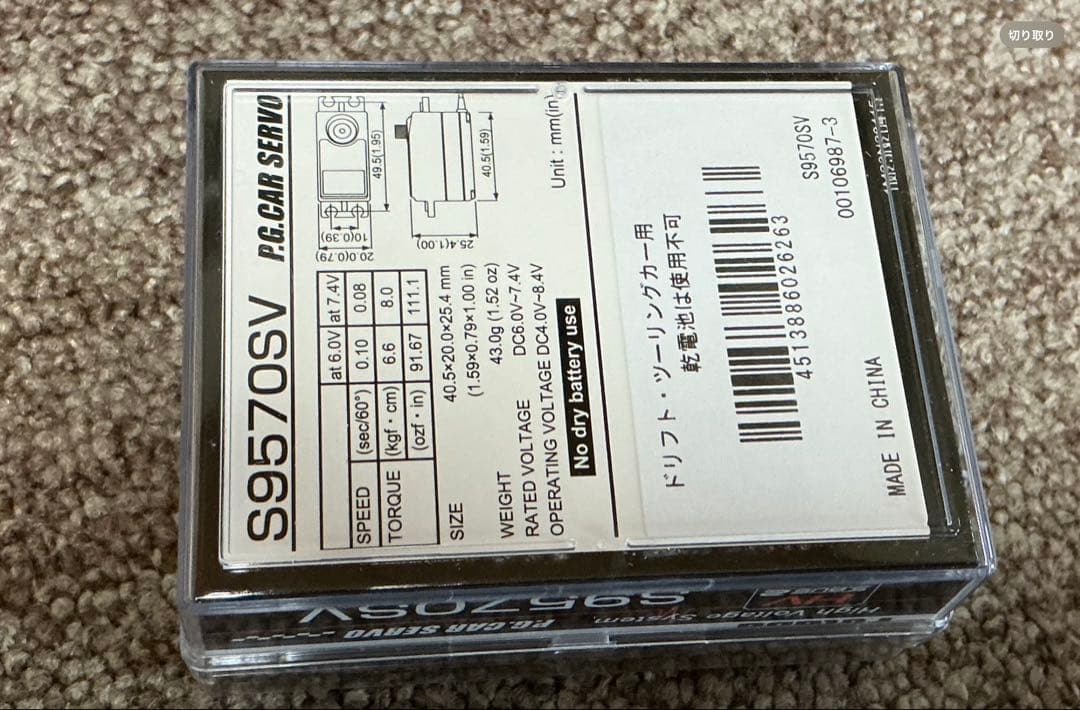 切り取り
S9570SV P.G.CAR SERVO
at 6.0V at 7.4V
SPEED (sec/60°) 0.10 0.08
TORQUE (kgf・cm) 6.6 8.0
(ozf・in) 91.67 111.1
20.0(0.79)
10(0.39)
49.5(1.95)
25.4(1.00)
40.5(1.59)
SIZE 40.5×20.0×25.4 mm
(1.59×0.79×1.00 in)
WEIGHT 43.0g (1.52 oz)
RATED VOLTAGE DC6.0V~7.4V
OPERATING VOLTAGE DC4.0V~8.4V
Unit : mm(in)
No dry battery use
ドリフト・ツーリングカー用
乾電池は使用不可
4513886026263
S9570SV
00106987-3
MADE IN CHINA
S9570SV
P.G.CAR SERVO
High Voltage System